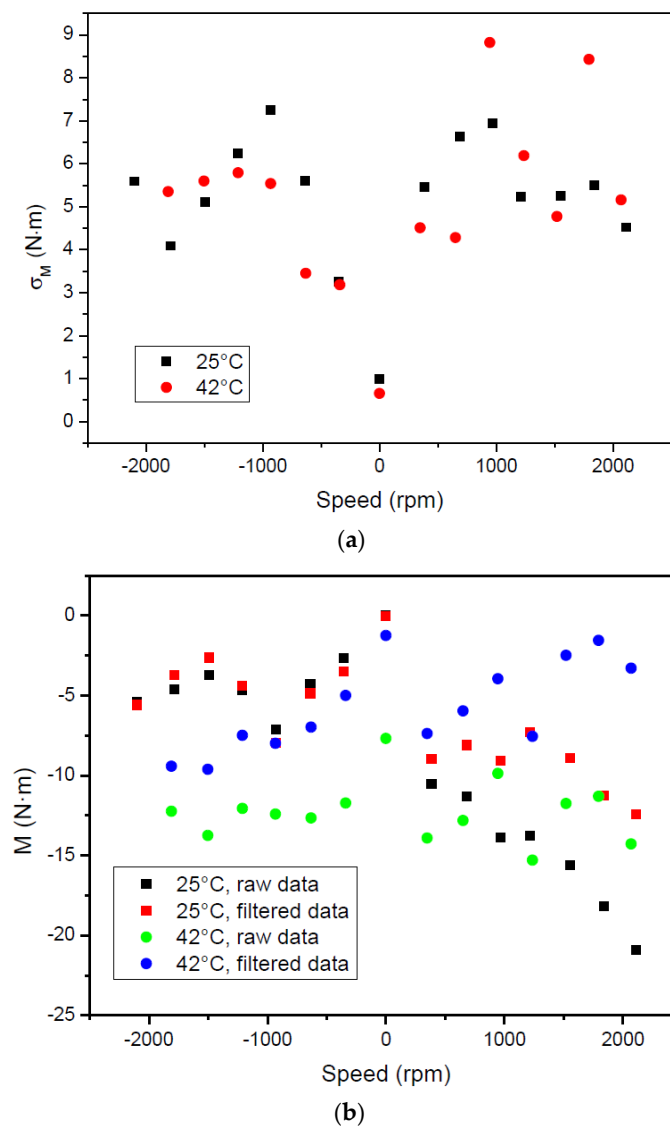 9
8
7
6
5
4
3
2
1
0
σM (N·m)
25°C
42°C
-2000 -1000 0 1000 2000
Speed (rpm)
(a)
0
-5
-10
-15
-20
-25
M (N·m)
25°C, raw data
25°C, filtered data
42°C, raw data
42°C, filtered data
-2000 -1000 0 1000 2000
Speed (rpm)
(b)